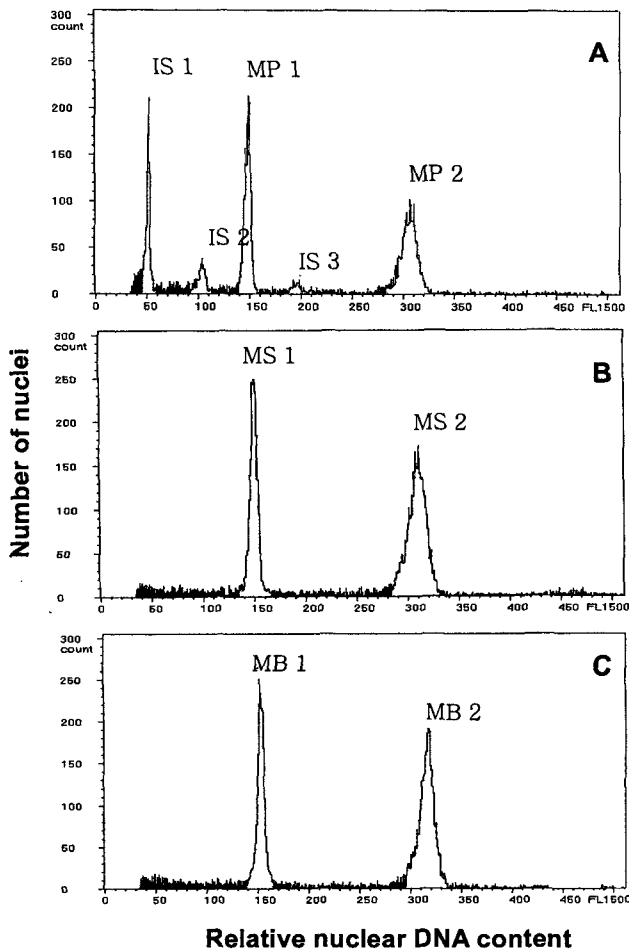 300
count
A
IS 1
MP 1
250
200
150
MP 2
100
IS 2
50
IS 3
0
0 50 100 150 200 250 300 350 400 450 FL1500
Number of nuclei
300
count
B
MS 1
250
MS 2
200
150
100
50
0
0 50 100 150 200 250 300 350 400 450 FL1500
300
count
C
MB 1
250
MB 2
200
150
100
50
0
0 50 100 150 200 250 300 350 400 450 FL1500
Relative nuclear DNA content